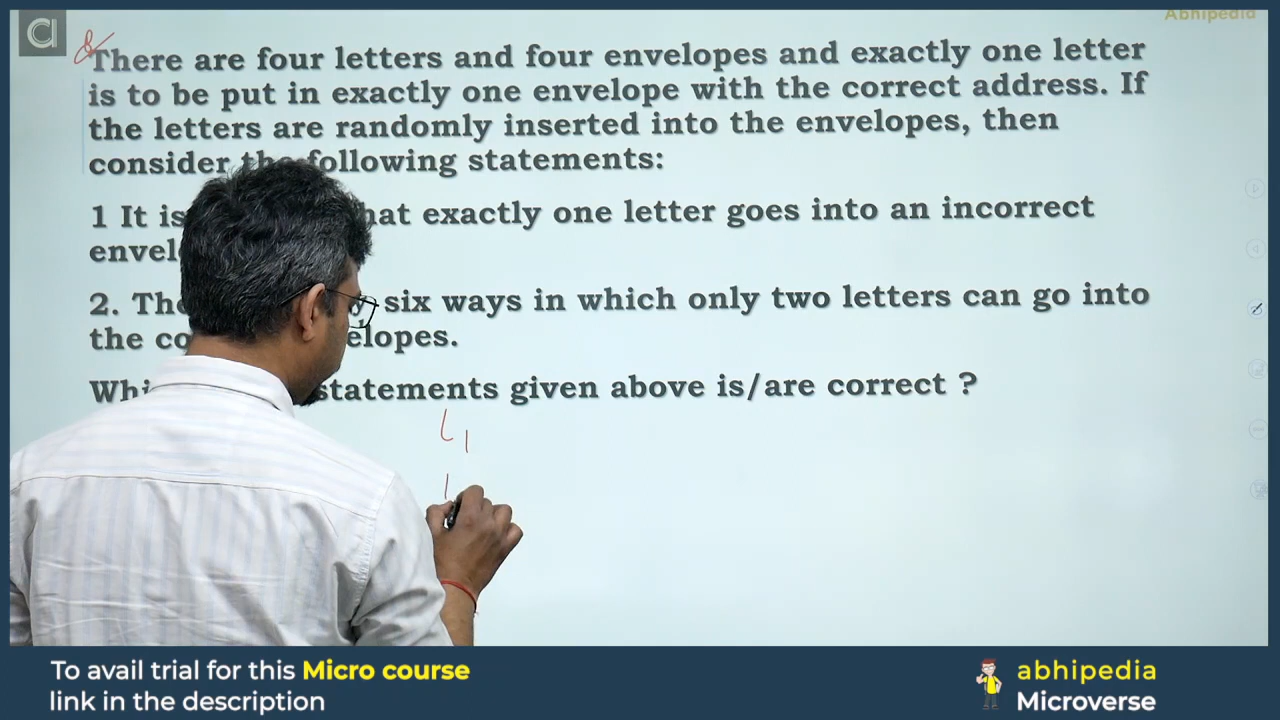 Abhipedia
There are four letters and four envelopes and exactly one letter
is to be put in exactly one envelope with the correct address. If
the letters are randomly inserted into the envelopes, then
consider the following statements:
1 It is that exactly one letter goes into an incorrect
2. six ways in which only two letters can go into
the
statements given above is/are correct ?
L1
To avail trial for this Micro course
link in the description
abhipedia
Microverse